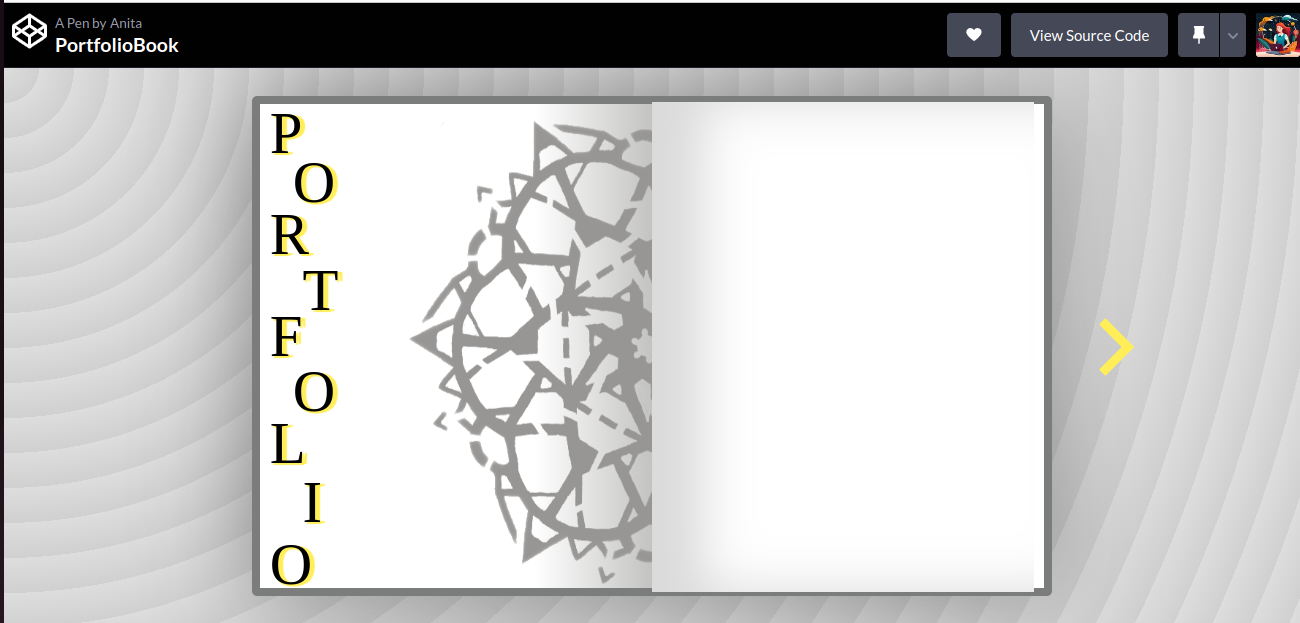 A Pen by Anita
PortfolioBook
View Source Code
P
O
R
T
F
O
L
I
O